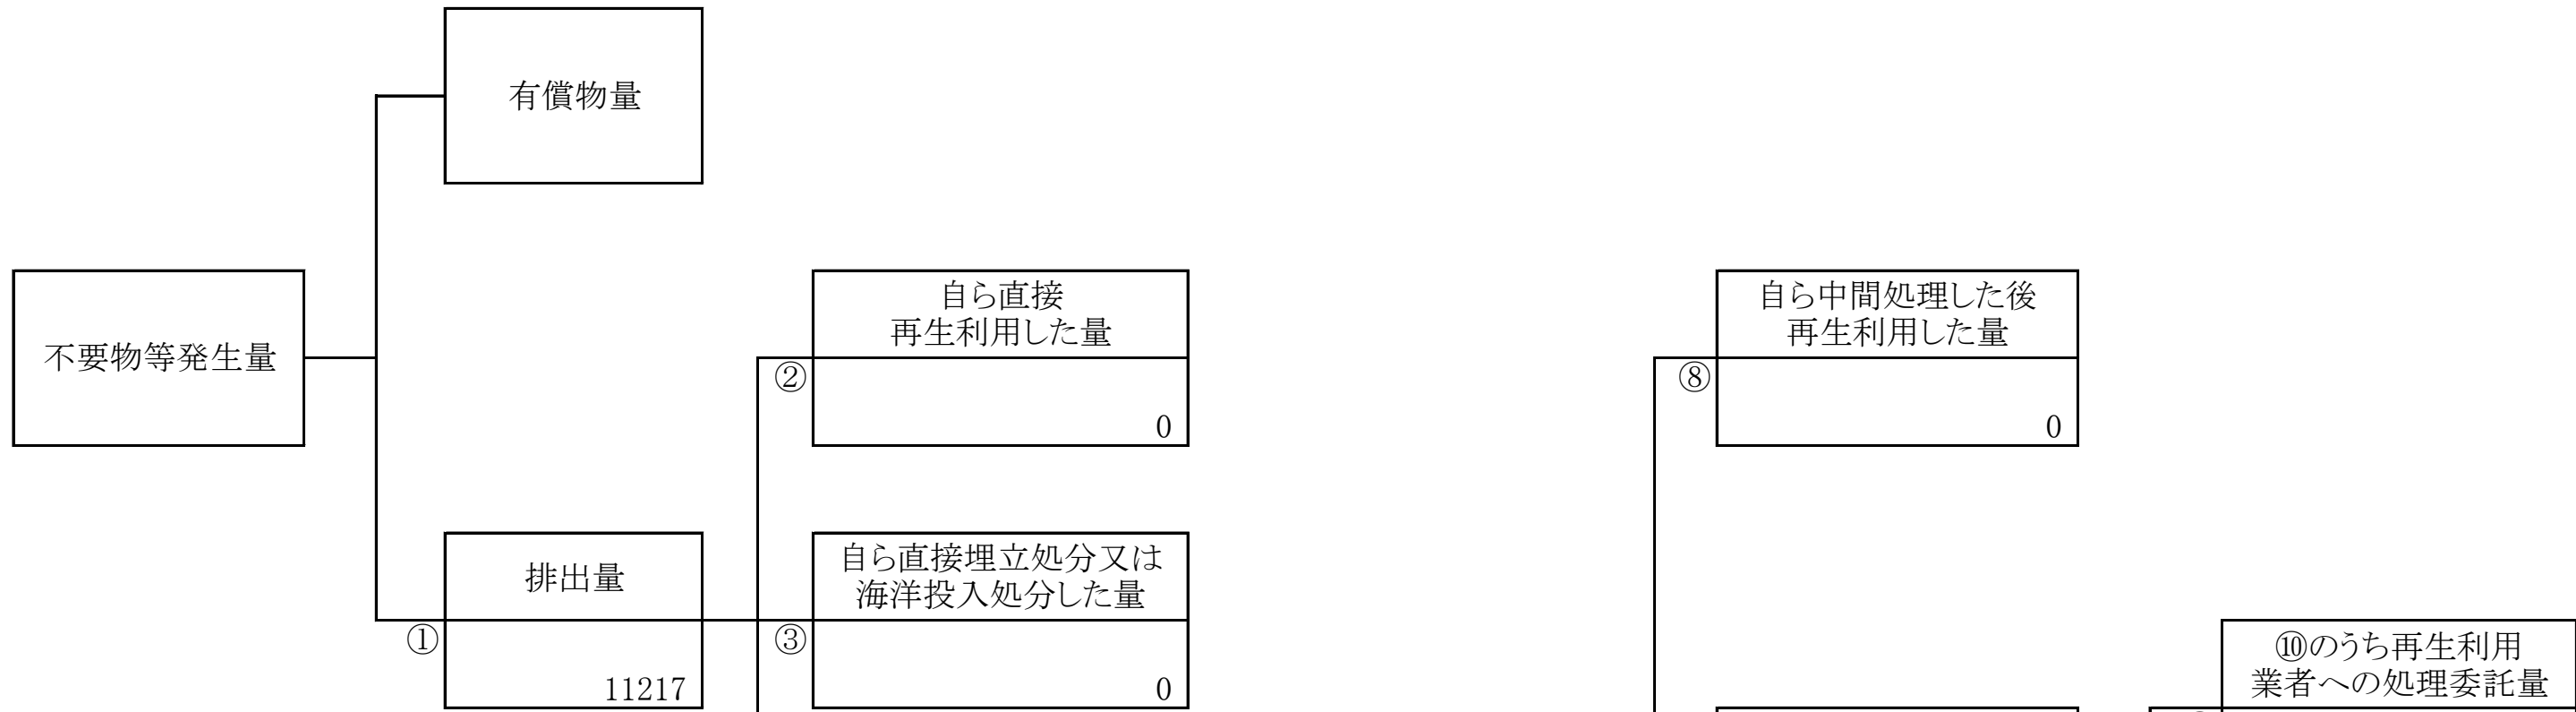 有償物量
不要物等発生量
自ら直接
再生利用した量
②
0
自ら中間処理した後
再生利用した量
⑧
0
排出量
①
11217
自ら直接埋立処分又は
海洋投入処分した量
③
0
⑩のうち再生利用
業者への処理委託量